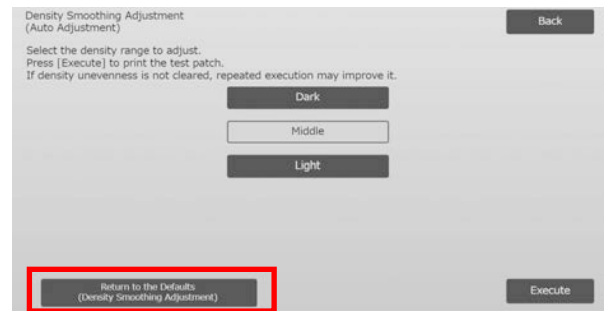 Density Smoothing Adjustment
(Auto Adjustment)
Back
Select the density range to adjust.
Press [Execute] to print the test patch.
If density unevenness is not cleared, repeated execution may improve it.
Dark
Middle
Light
Return to the Defaults
(Density Smoothing Adjustment)
Execute